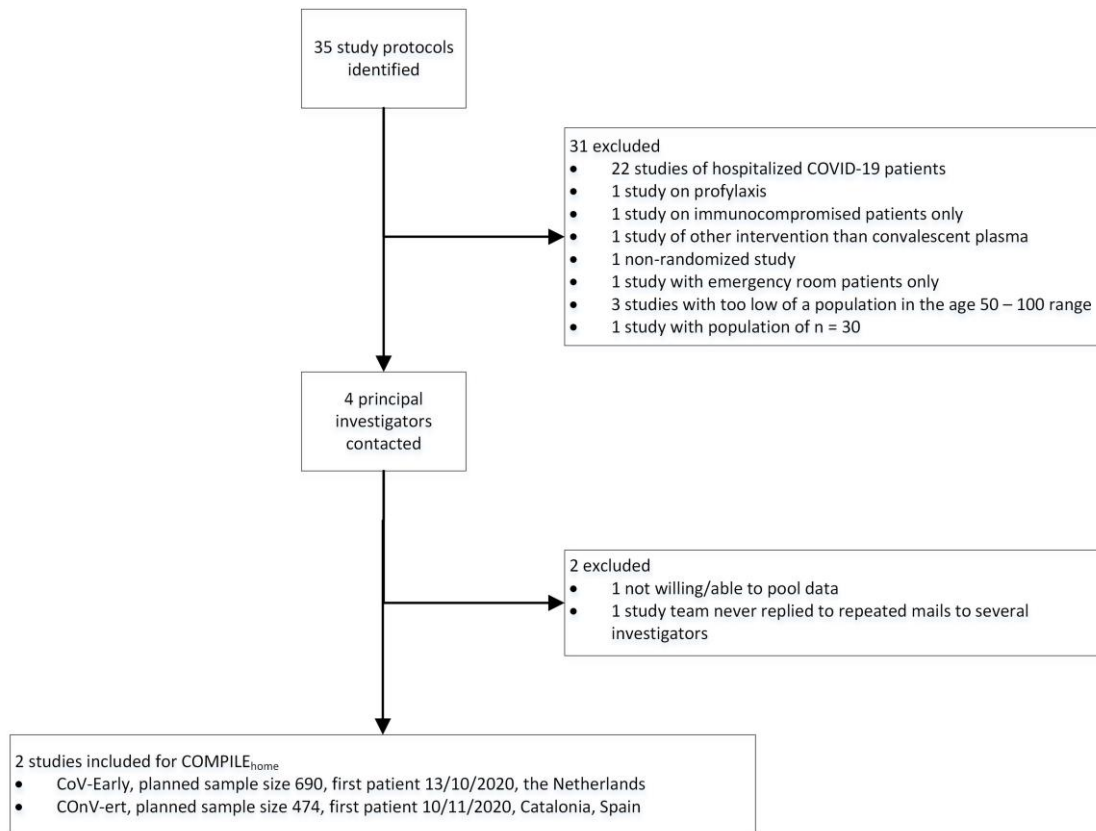 35 study protocols
identified
31 excluded
• 22 studies of hospitalized COVID-19 patients
• 1 study on profylaxis
• 1 study on immunocompromised patients only
• 1 study of other intervention than convalescent plasma
• 1 non-randomized study
• 1 study with emergency room patients only
• 3 studies with too low of a population in the age 50 – 100 range
• 1 study with population of n = 30
4 principal
investigators
contacted
2 excluded
• 1 not willing/able to pool data
• 1 study team never replied to repeated mails to several
investigators
2 studies included for COMPILEhome
• CoV-Early, planned sample size 690, first patient 13/10/2020, the Netherlands
• COnV-ert, planned sample size 474, first patient 10/11/2020, Catalonia, Spain